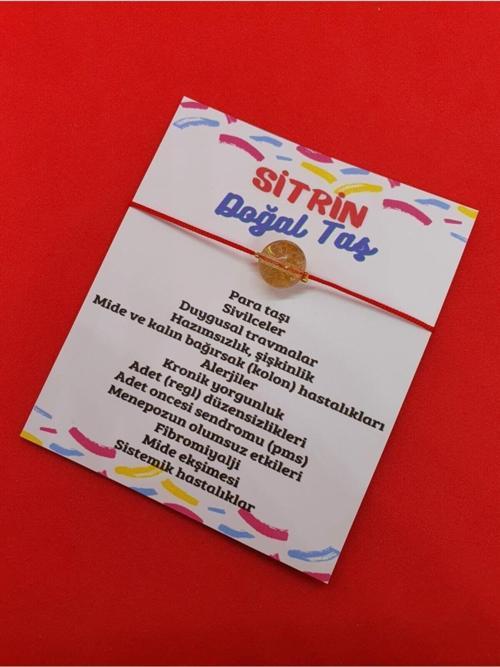 SİTRİN
Doğal Taş
Para taşı
Sivilceler
Duygusal travmalar
Hazımsızlık, şişkinlik
Mide ve kalın bağırsak (kolon) hastalıkları
Alerjiler
Kronik yorgunluk
Adet (regl) düzensizlikleri
Adet oncesi sendromu (pms)
Menepozun olumsuz etkileri
Fibromiyalji
Mide ekşimesi
Sistemik hastalıklar